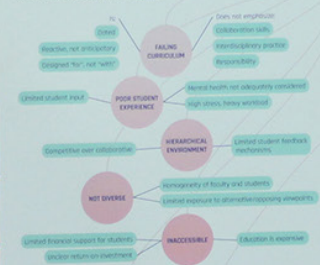 Does not emphasize
Dated
Collaboration skills,
FAILING
CURRICULUM
Reactive, not anticipatory
Interdisciplinary practice
Designed "for", not "with"
Responsibility
Limited student input
POOR STUDENT
EXPERIENCE
Mental health not adequately considered
High stress, heavy workload
Competitive over collaborative
HIERARCHICAL
ENVIRONMENT
Limited student feedback
mechanisms
NOT DIVERSE
Homogeneity of faculty and students
Limited exposure to alternative/opposing viewpoints
Limited financial support for students
Unclear return-on-investment
INACCESSIBLE
Education is expensive